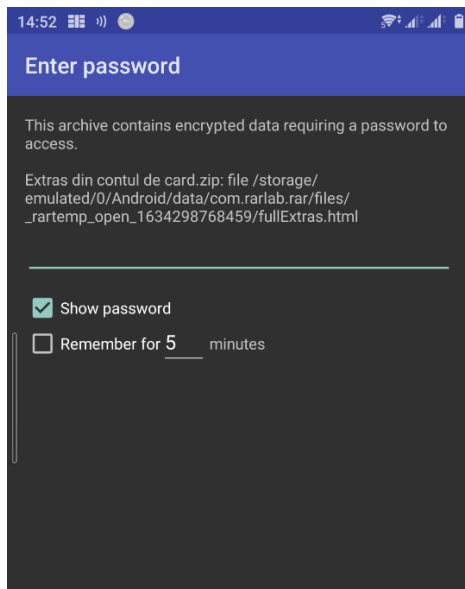 14:52
Enter password
This archive contains encrypted data requiring a password to
access.
Extras din contul de card.zip: file /storage/
emulated/0/Android/data/com.rarlab.rar/files/
_rartemp_open_1634298768459/fullExtras.html
Show password
Remember for 5 minutes